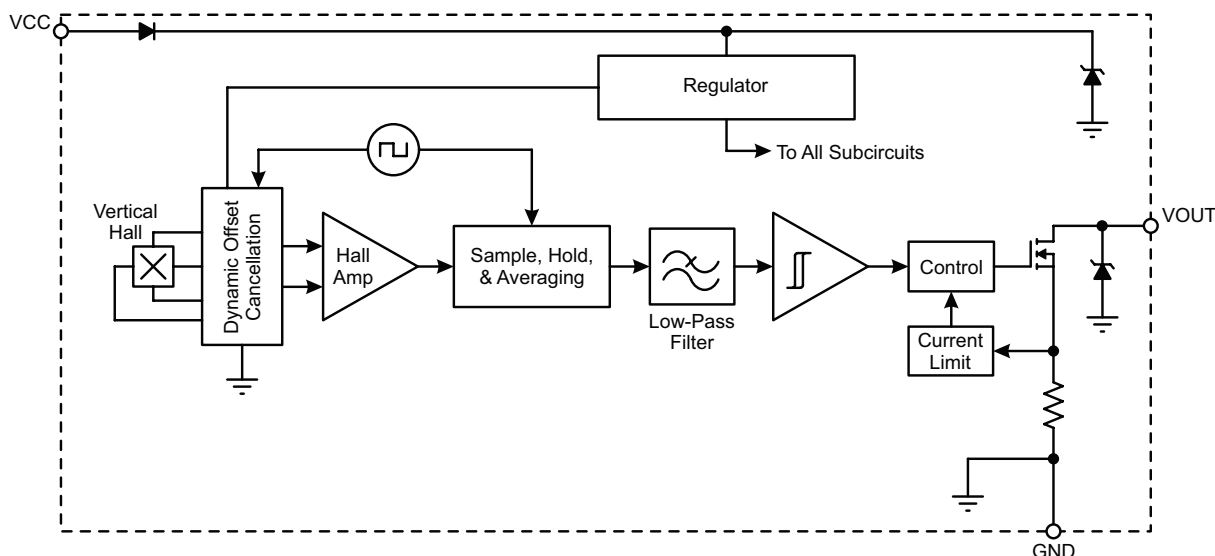 VCC
Regulator
To All Subcircuits
Vertical
Hall
Dynamic Offset
Cancellation
Hall
Amp
Sample, Hold,
& Averaging
Low-Pass
Filter
Control
Current
Limit
VOUT
GND